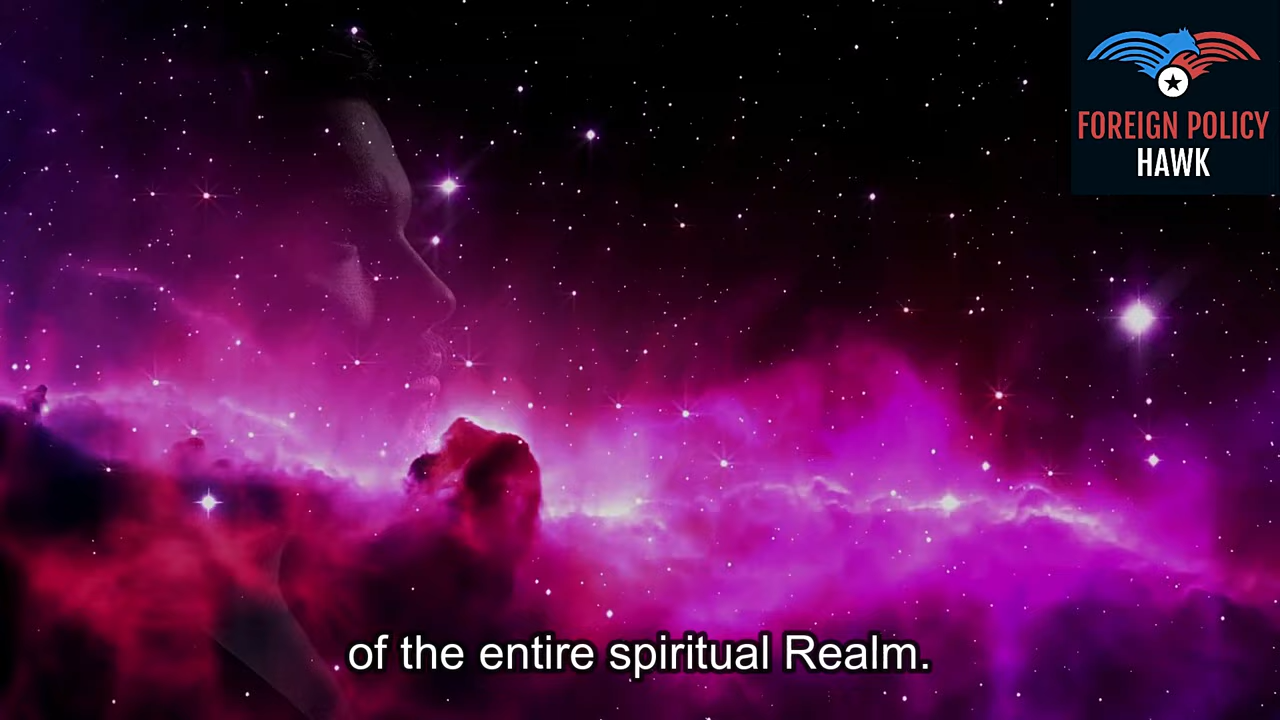 FOREIGN POLICY
HAWK
of the entire spiritual Realm.